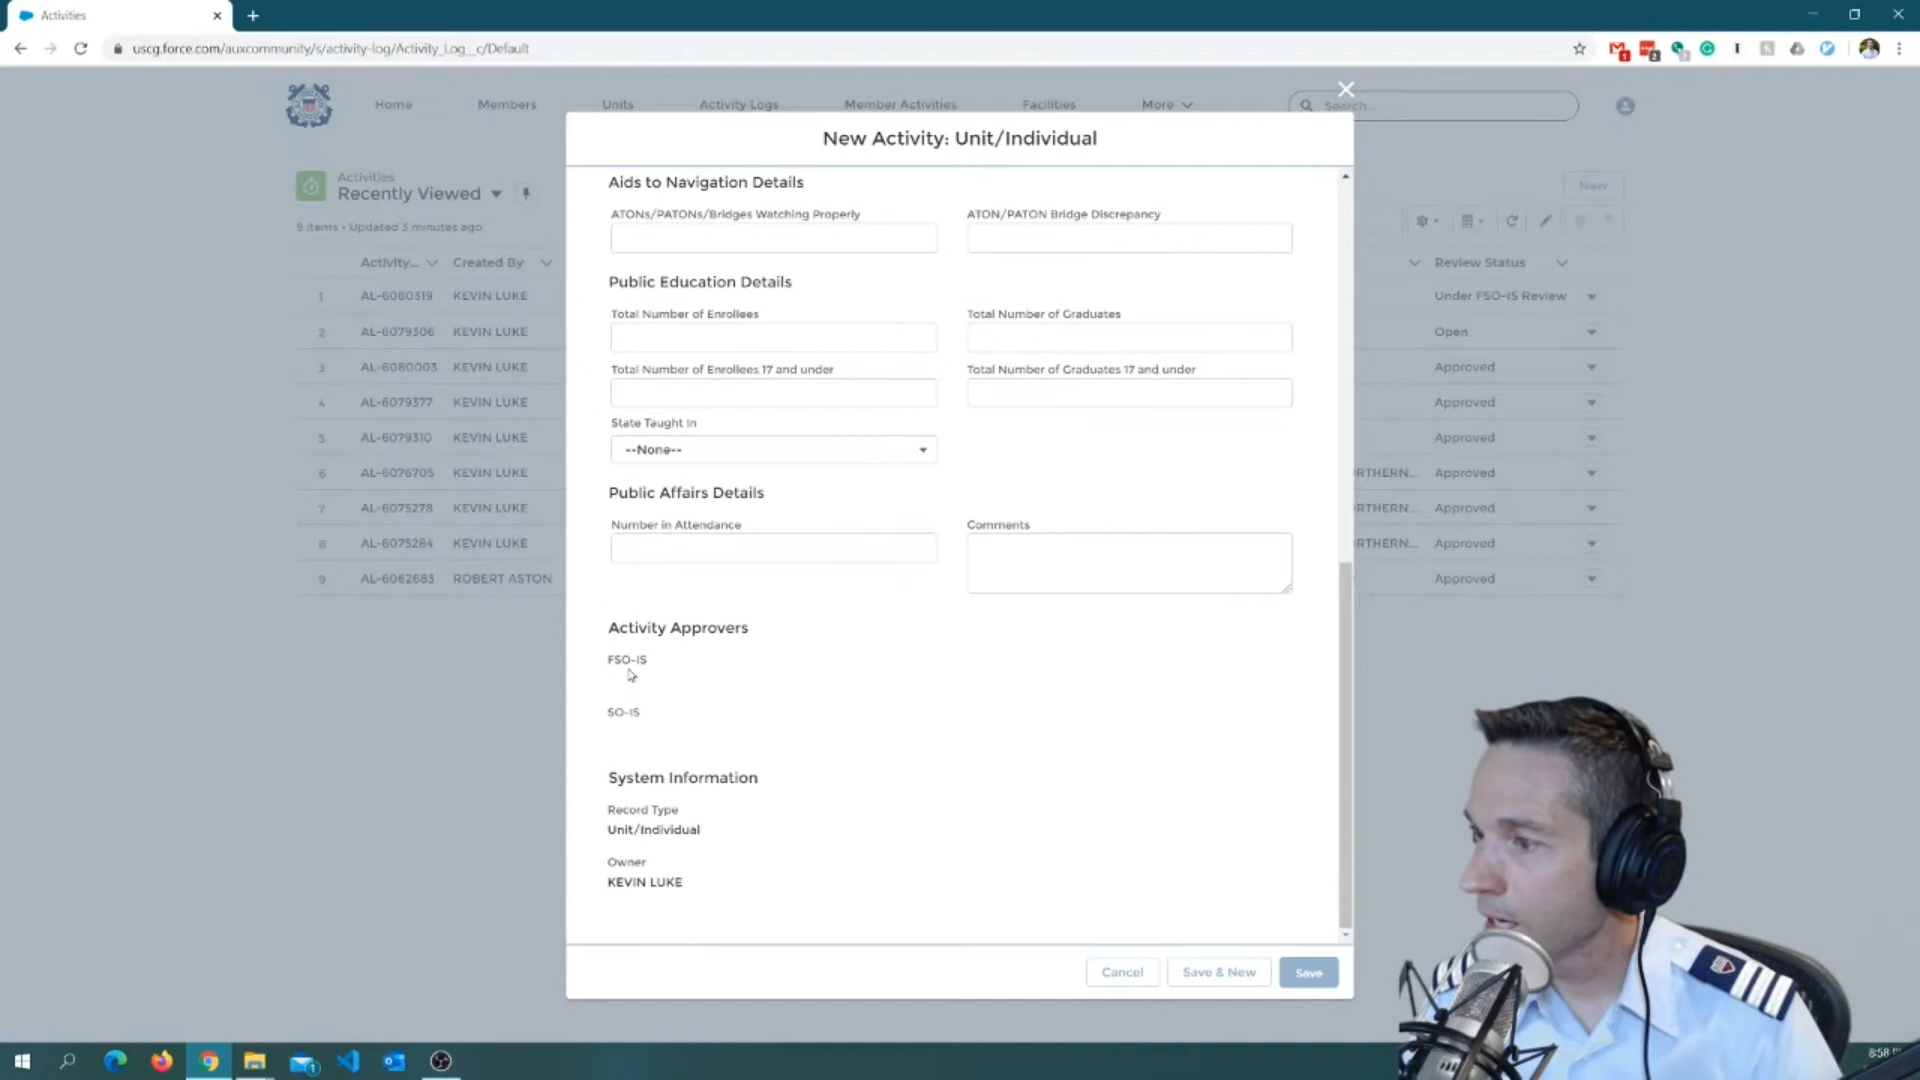 Activities
uscg.force.com/auxcommunity/s/activity-log/Activity_Log__c/Default
Home Members Units Activity Logs Member Activities Facilities More Search...
New Activity: Unit/Individual
Activities
Recently Viewed
New
9 items • Updated 3 minutes ago
Activity... Created By Review Status
1 AL-6080319 KEVIN LUKE Under FSO-IS Review
2 AL-6079306 KEVIN LUKE Open
3 AL-6080003 KEVIN LUKE Approved
4 AL-6079377 KEVIN LUKE Approved
5 AL-6079310 KEVIN LUKE Approved
6 AL-6076705 KEVIN LUKE RTHERN... Approved
7 AL-6075278 KEVIN LUKE RTHERN... Approved
8 AL-6075284 KEVIN LUKE RTHERN... Approved
9 AL-6062683 ROBERT ASTON Approved
Aids to Navigation Details
ATONs/PATONs/Bridges Watching Properly ATON/PATON Bridge Discrepancy
Public Education Details
Total Number of Enrollees Total Number of Graduates
Total Number of Enrollees 17 and under Total Number of Graduates 17 and under
State Taught In
--None--
Public Affairs Details
Number in Attendance Comments
Activity Approvers
FSO-IS
SO-IS
System Information
Record Type
Unit/Individual
Owner
KEVIN LUKE
Cancel Save & New Save
8:58